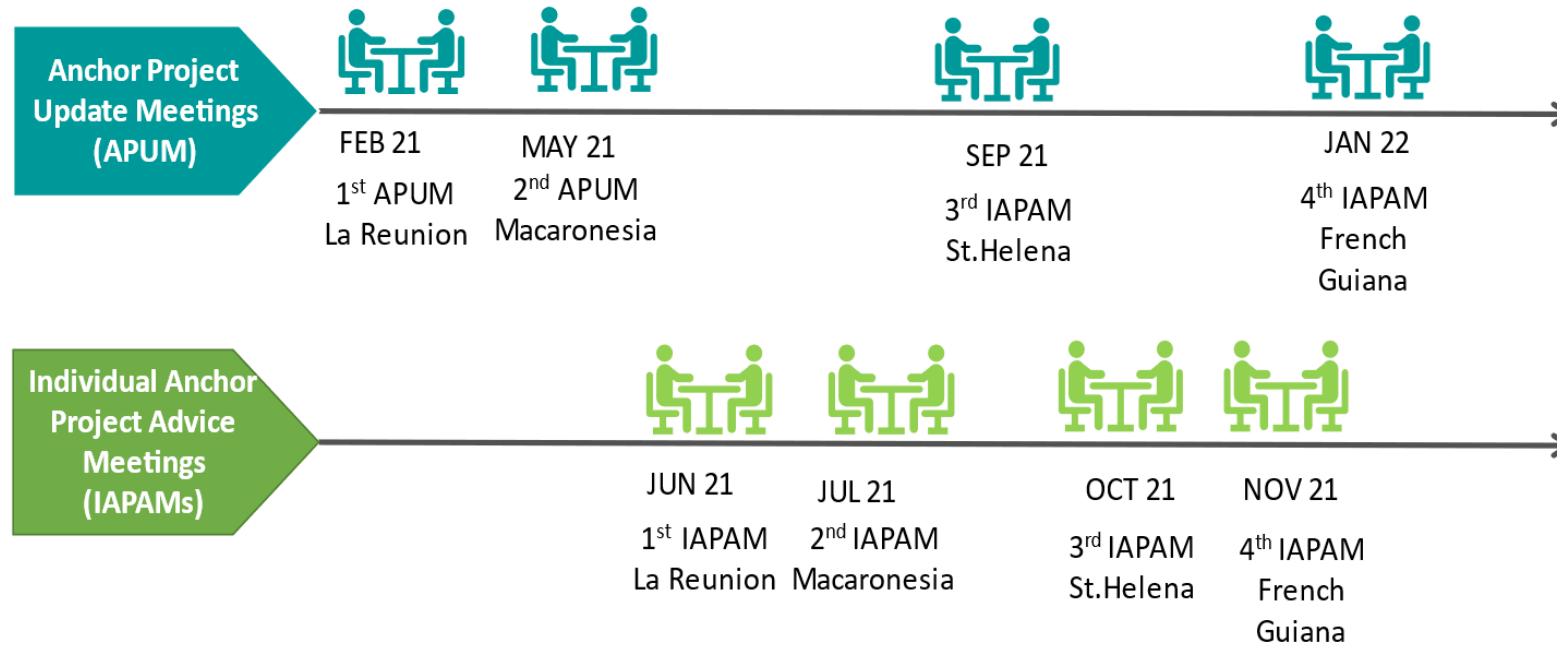 Anchor Project
Update Meetings
(APUM)
FEB 21
1st APUM
La Reunion
MAY 21
2nd APUM
Macaronesia
SEP 21
3rd IAPAM
St.Helena
JAN 22
4th IAPAM
French
Guiana
Individual Anchor
Project Advice
Meetings
(IAPAMs)
JUN 21
1st IAPAM
La Reunion
JUL 21
2nd IAPAM
Macaronesia
OCT 21
3rd IAPAM
St.Helena
NOV 21
4th IAPAM
French
Guiana